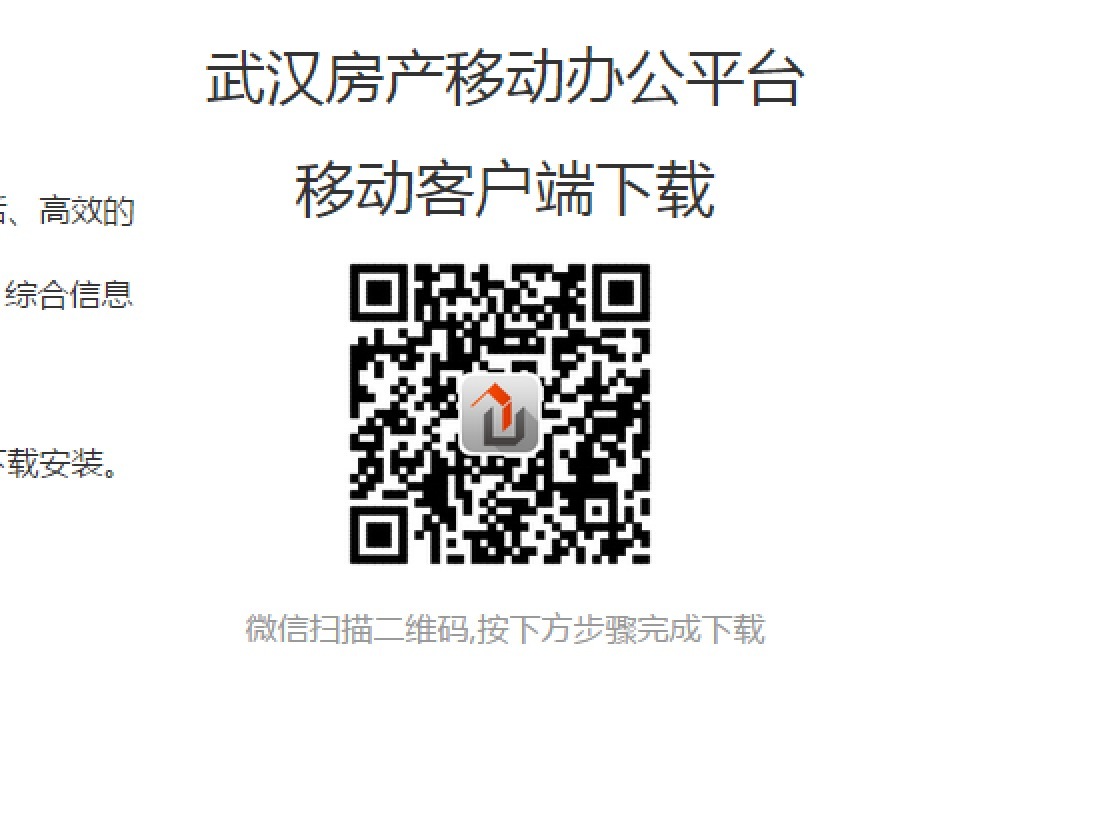 武汉房产移动办公平台
移动客户端下载
、高效的
综合信息
载安装。
微信扫描二维码,按下方步骤完成下载